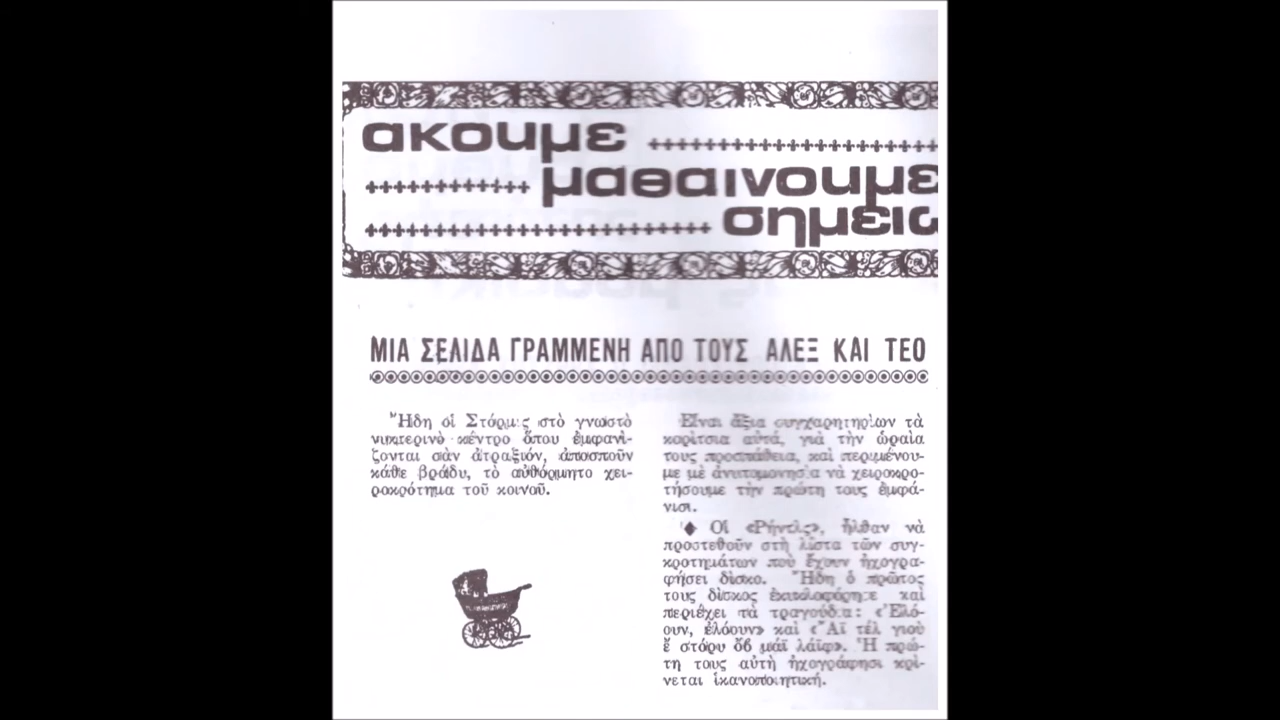 ακουμε
μαθαινουμε
σημειω
ΜΙΑ ΣΕΛΙΔΑ ΓΡΑΜΜΕΝΗ ΑΠΟ ΤΟΥΣ ΑΛΕΞ ΚΑΙ ΤΕΟ
Ἤδη οἱ Στόρμς στὸ γνωστὸ
νυκτερινὸ κέντρο ὅπου ἐμφανί-
ζονται σὰν ἀτραξιόν, ἀποσποῦν
κάθε βράδυ, τὸ αὐθόρμητο χει-
ροκρότημα τοῦ κοινοῦ.
Εἶναι ἄξια συγχαρητηρίων τὰ
κορίτσια αὐτά, γιὰ τὴν ὡραία
τους προσπάθεια, καὶ περιμένου-
με μὲ ἀνυπομονησία νὰ χειροκρο-
τήσουμε τὴν πρώτη τους ἐμφά-
νισι.
◆ Οἱ «Ρήντλς», ἦλθαν νὰ
προστεθοῦν στὴ λίστα τῶν συγ-
κροτημάτων ποὺ ἔχουν ἠχογρα-
φήσει δίσκο. Ἤδη ὁ πρῶτος
τους δίσκος ἐκυκλοφόρησε καὶ
περιέχει τὰ τραγούδια: «Ἐλό-
ουν, ἐλόουν» καὶ «Ἄϊ τὲλ γιοὺ
ἒ στόρυ ὂβ μάϊ λάϊφ». Ἡ πρώ-
τη τους αὐτὴ ἠχογράφησι κρί-
νεται ἱκανοποιητική.